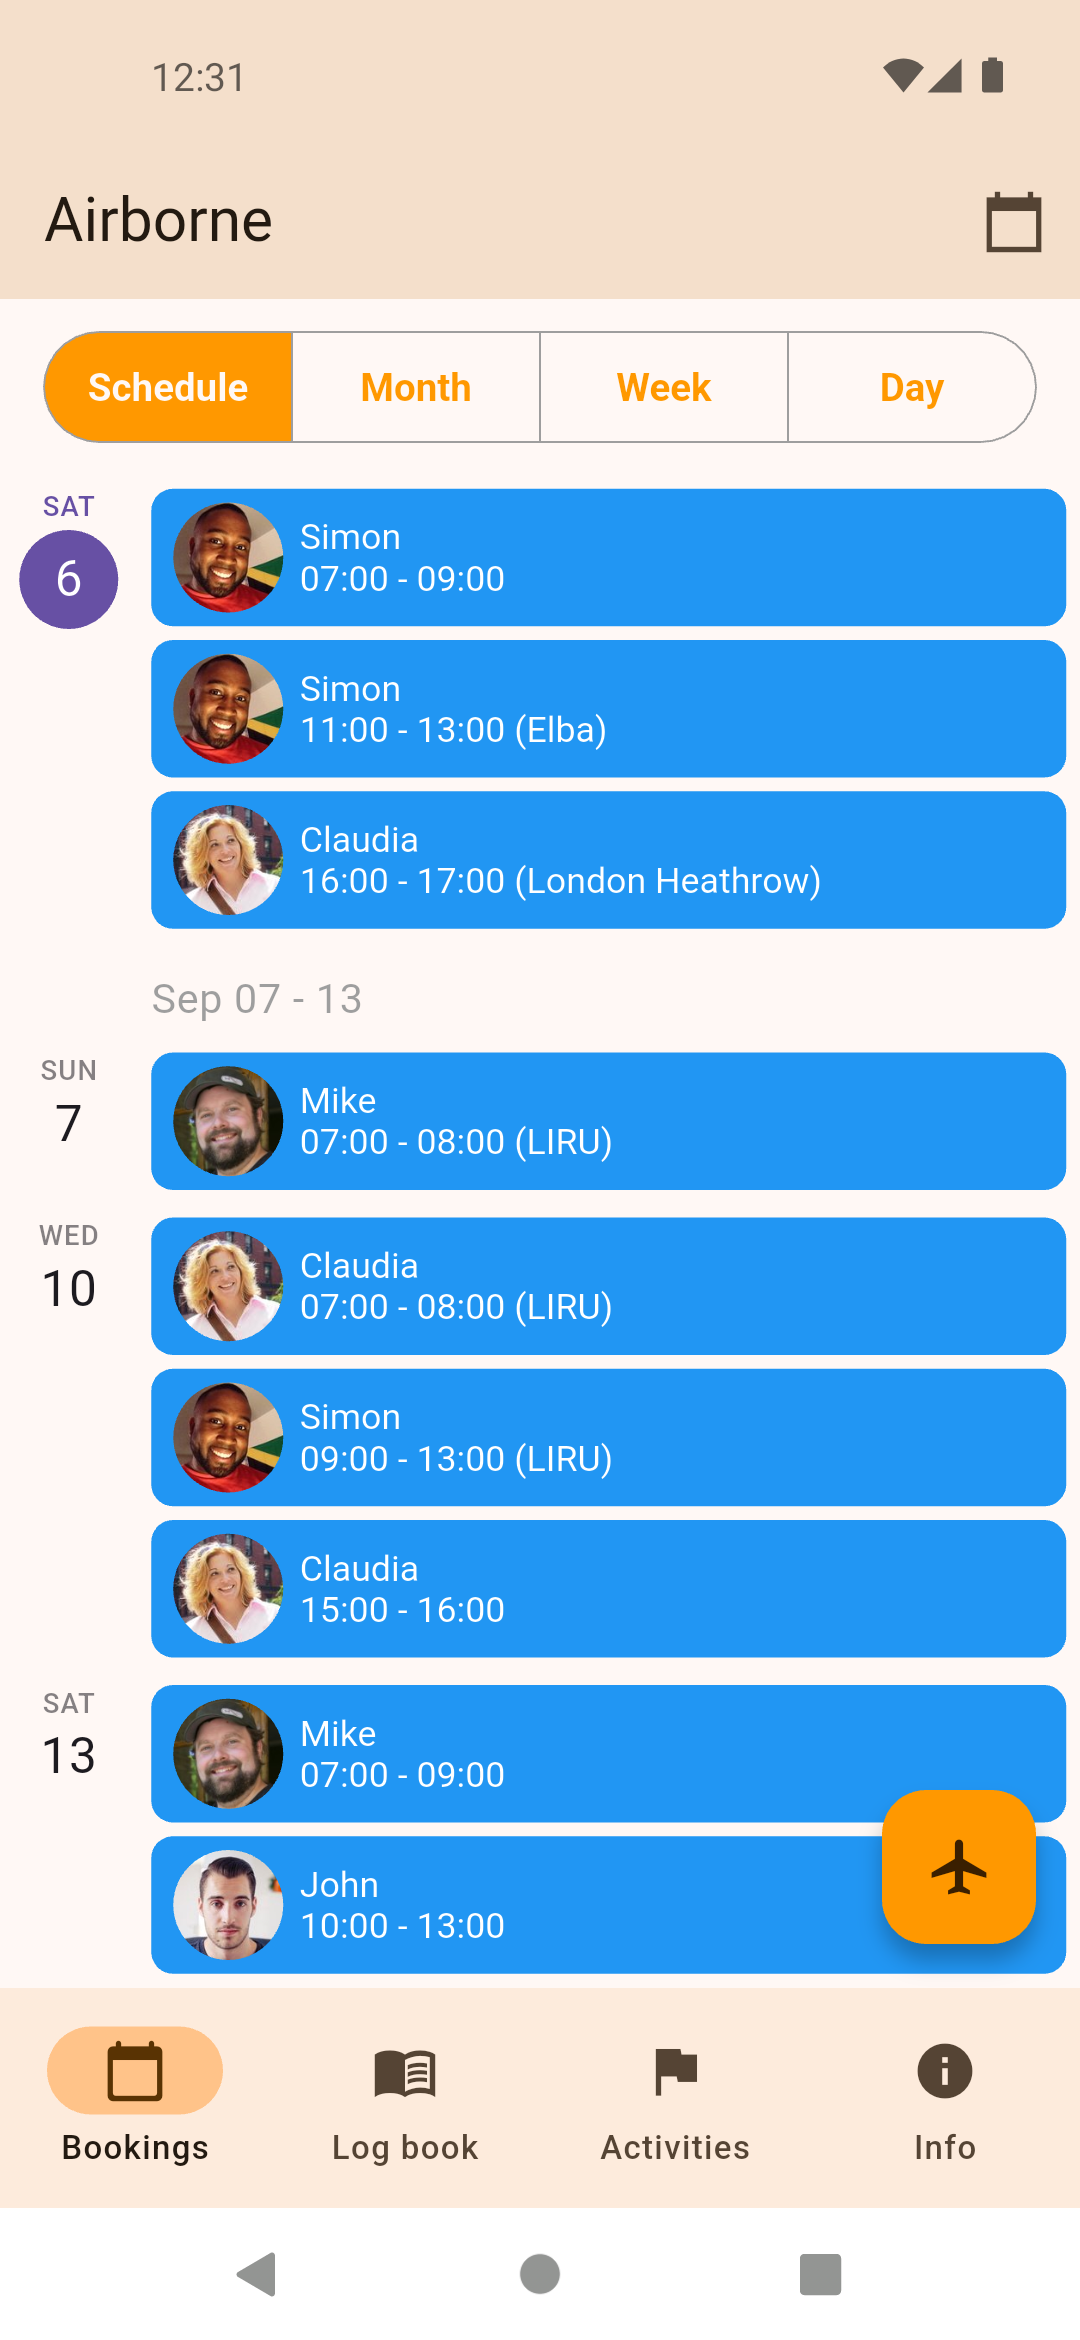 12:31
Airborne
Schedule
Month
Week
Day
SAT
6
Simon
07:00 - 09:00
Simon
11:00 - 13:00 (Elba)
Claudia
16:00 - 17:00 (London Heathrow)
Sep 07 - 13
SUN
7
Mike
07:00 - 08:00 (LIRU)
WED
10
Claudia
07:00 - 08:00 (LIRU)
Simon
09:00 - 13:00 (LIRU)
Claudia
15:00 - 16:00
SAT
13
Mike
07:00 - 09:00
John
10:00 - 13:00
Bookings
Log book
Activities
Info